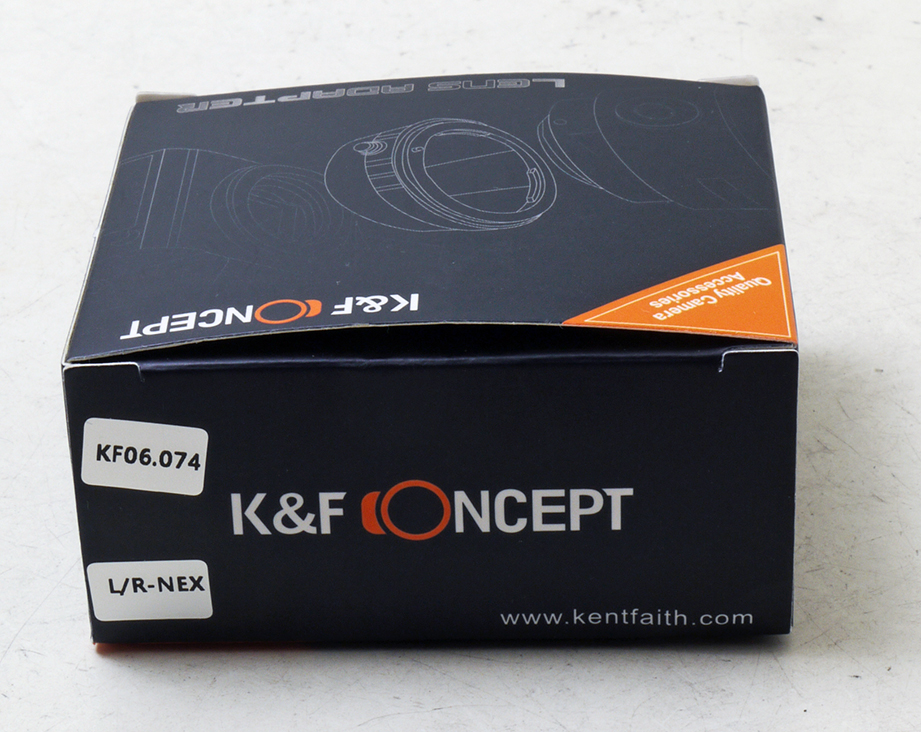 LENS ADAPTER
K&F CONCEPT
Quality Camera
Accessories
KF06.074
K&F CONCEPT
L/R-NEX
www.kentfaith.com